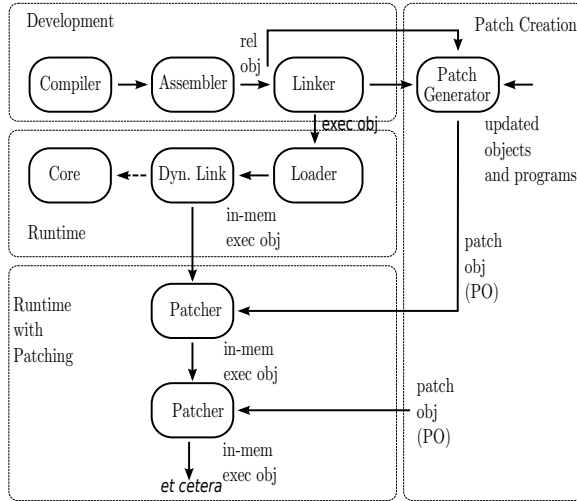 Development
Patch Creation
rel
obj
Compiler
Assembler
Linker
Patch
Generator
updated
objects
and programs
exec obj
Core
Dyn. Link
Loader
in-mem
exec obj
Runtime
patch
obj
(PO)
Runtime
with
Patching
Patcher
in-mem
exec obj
Patcher
patch
obj
(PO)
in-mem
exec obj
et cetera